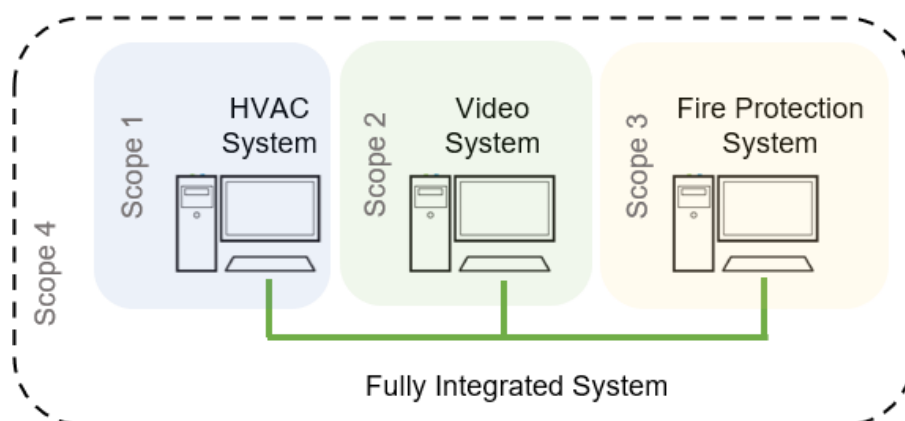 Scope 1
HVAC
System
Scope 2
Video
System
Scope 3
Fire Protection
System
Scope 4
Fully Integrated System